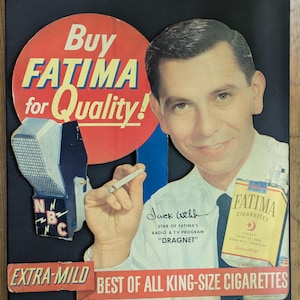 Buy
FATIMA
for Quality!
NBC
Jack Webb
STAR OF FATIMA'S
RADIO & TV PROGRAM
"DRAGNET"
FATIMA
CIGARETTES
EXTRA-MILD
BEST OF ALL KING-SIZE CIGARETTES